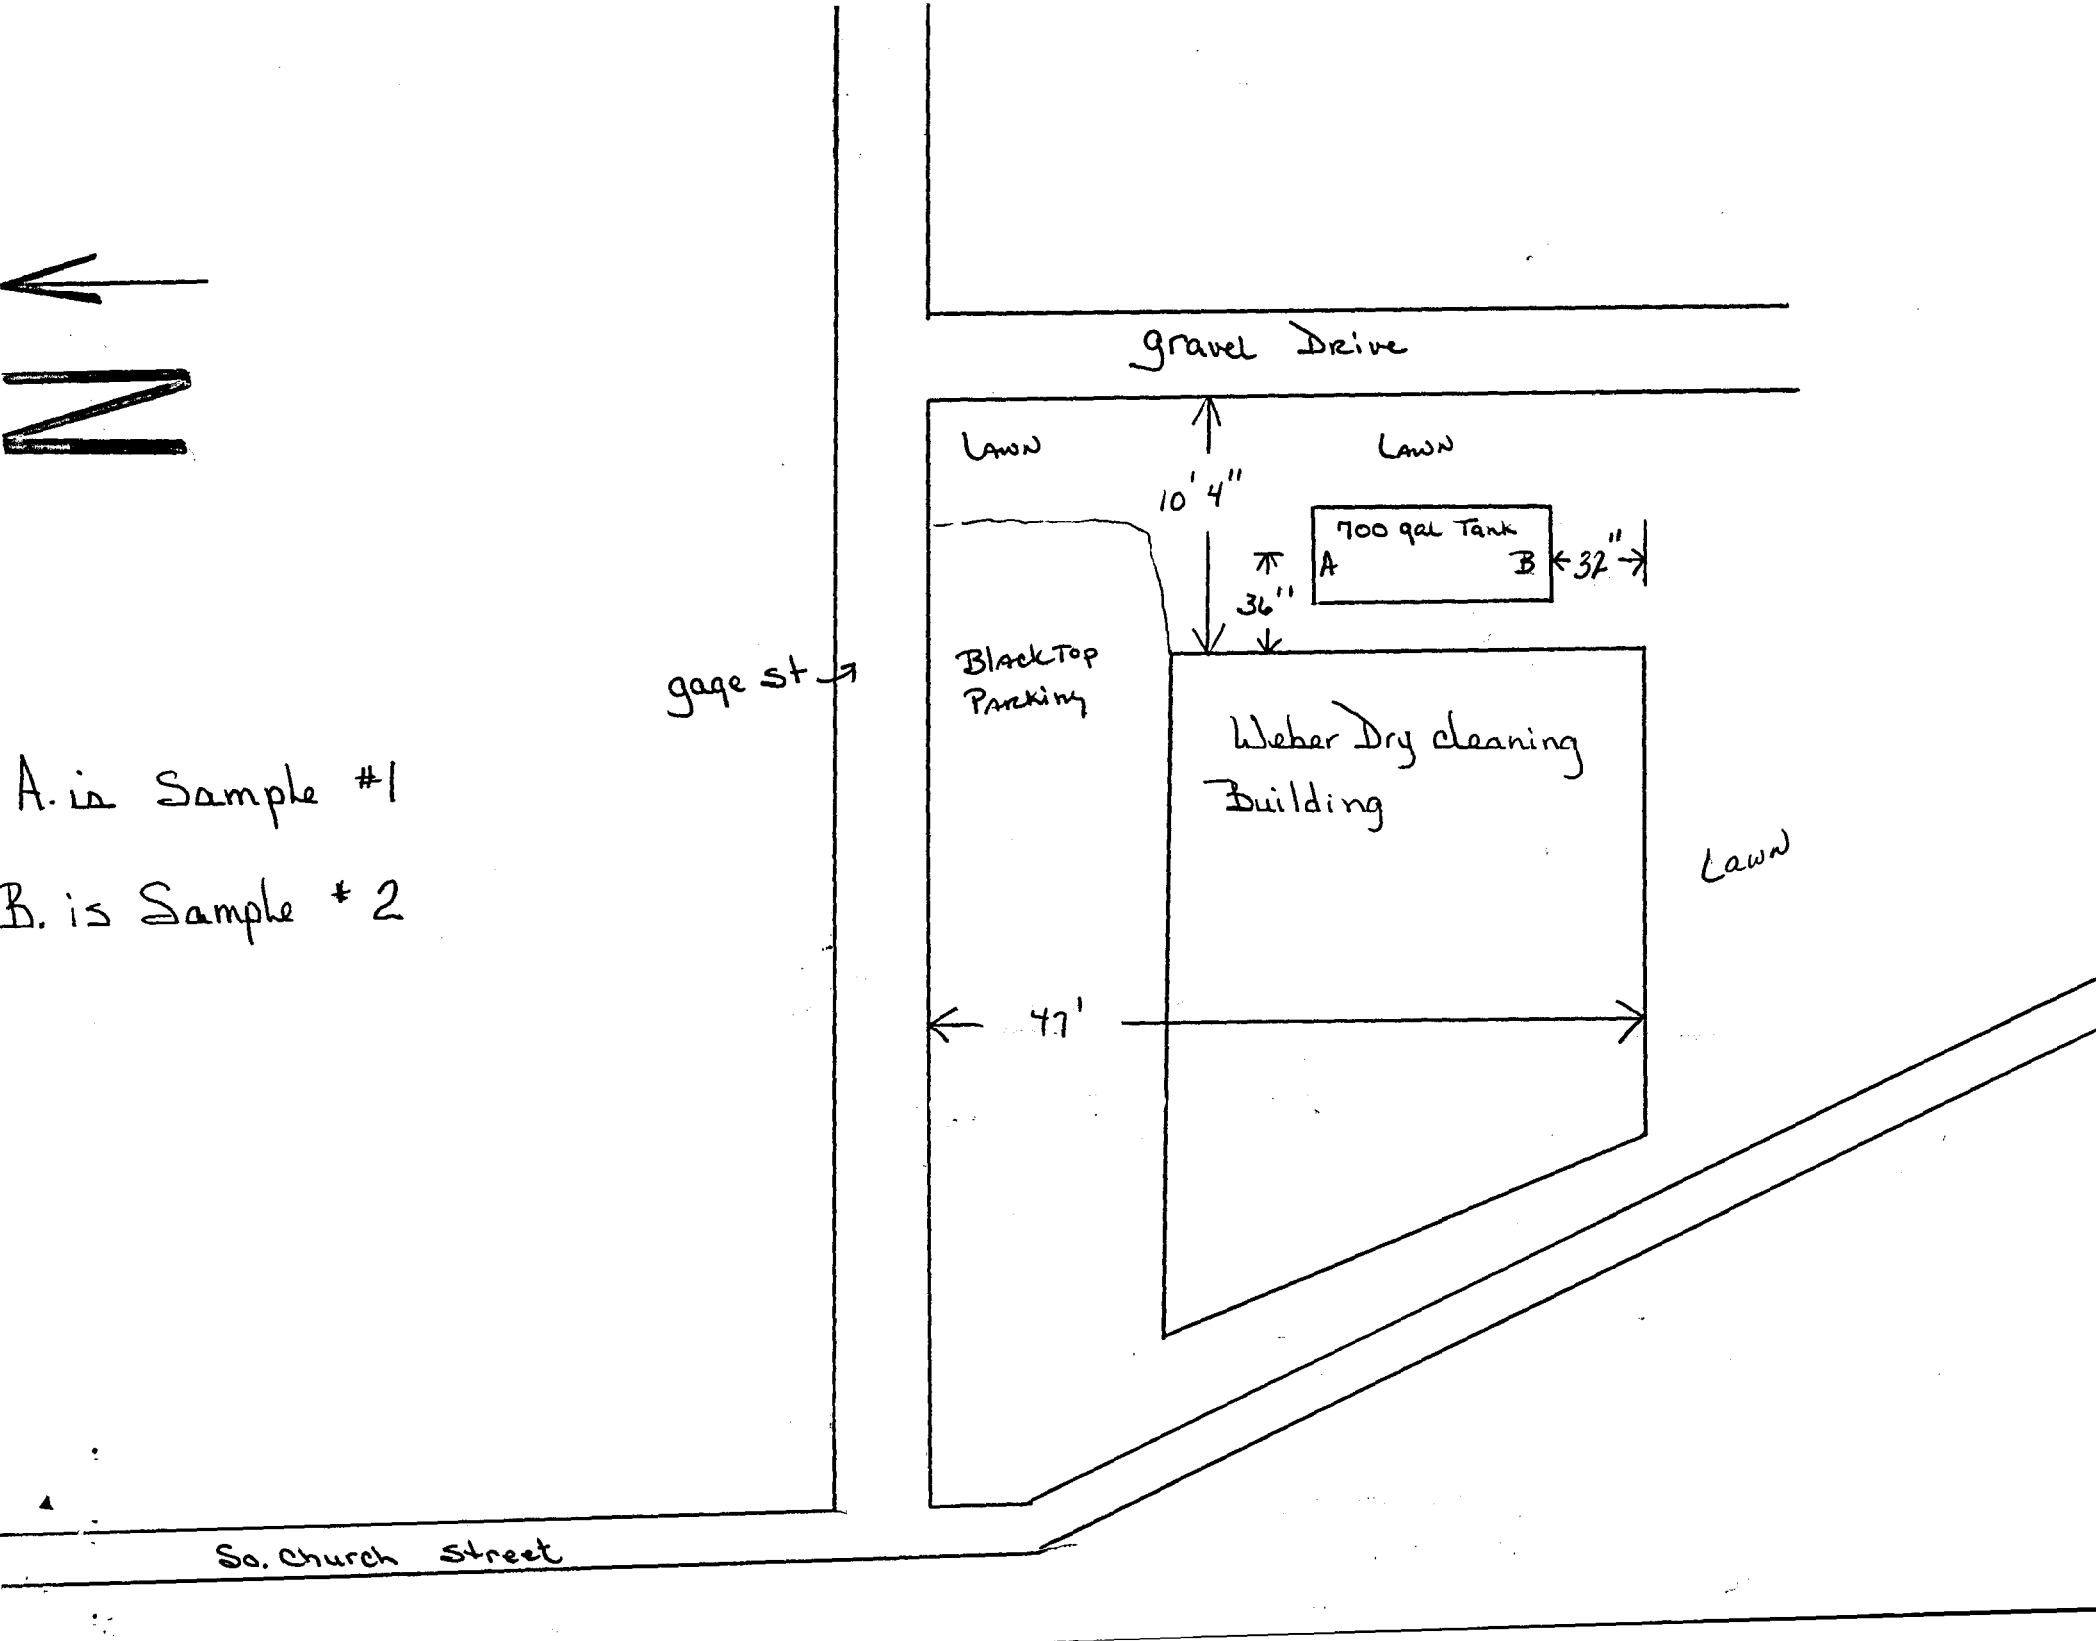 N
gravel Drive
Lawn
Lawn
10' 4"
700 gal Tank
A
B
32"
36"
gage st
BlackTop
Parking
Weber Dry cleaning
Building
A. is Sample #1
B. is Sample # 2
Lawn
47'
So. Church Street